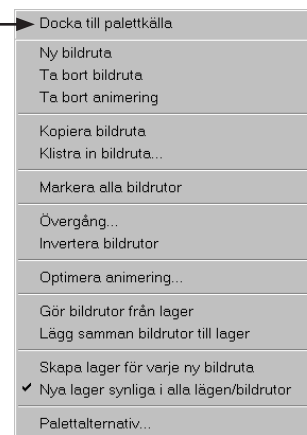 Docka till palettkälla
Ny bildruta
Ta bort bildruta
Ta bort animering
Kopiera bildruta
Klistra in bildruta...
Markera alla bildrutor
Övergång...
Invertera bildrutor
Optimera animering...
Gör bildrutor från lager
Lägg samman bildrutor till lager
Skapa lager för varje ny bildruta
✓ Nya lager synliga i alla lägen/bildrutor
Palettalternativ...